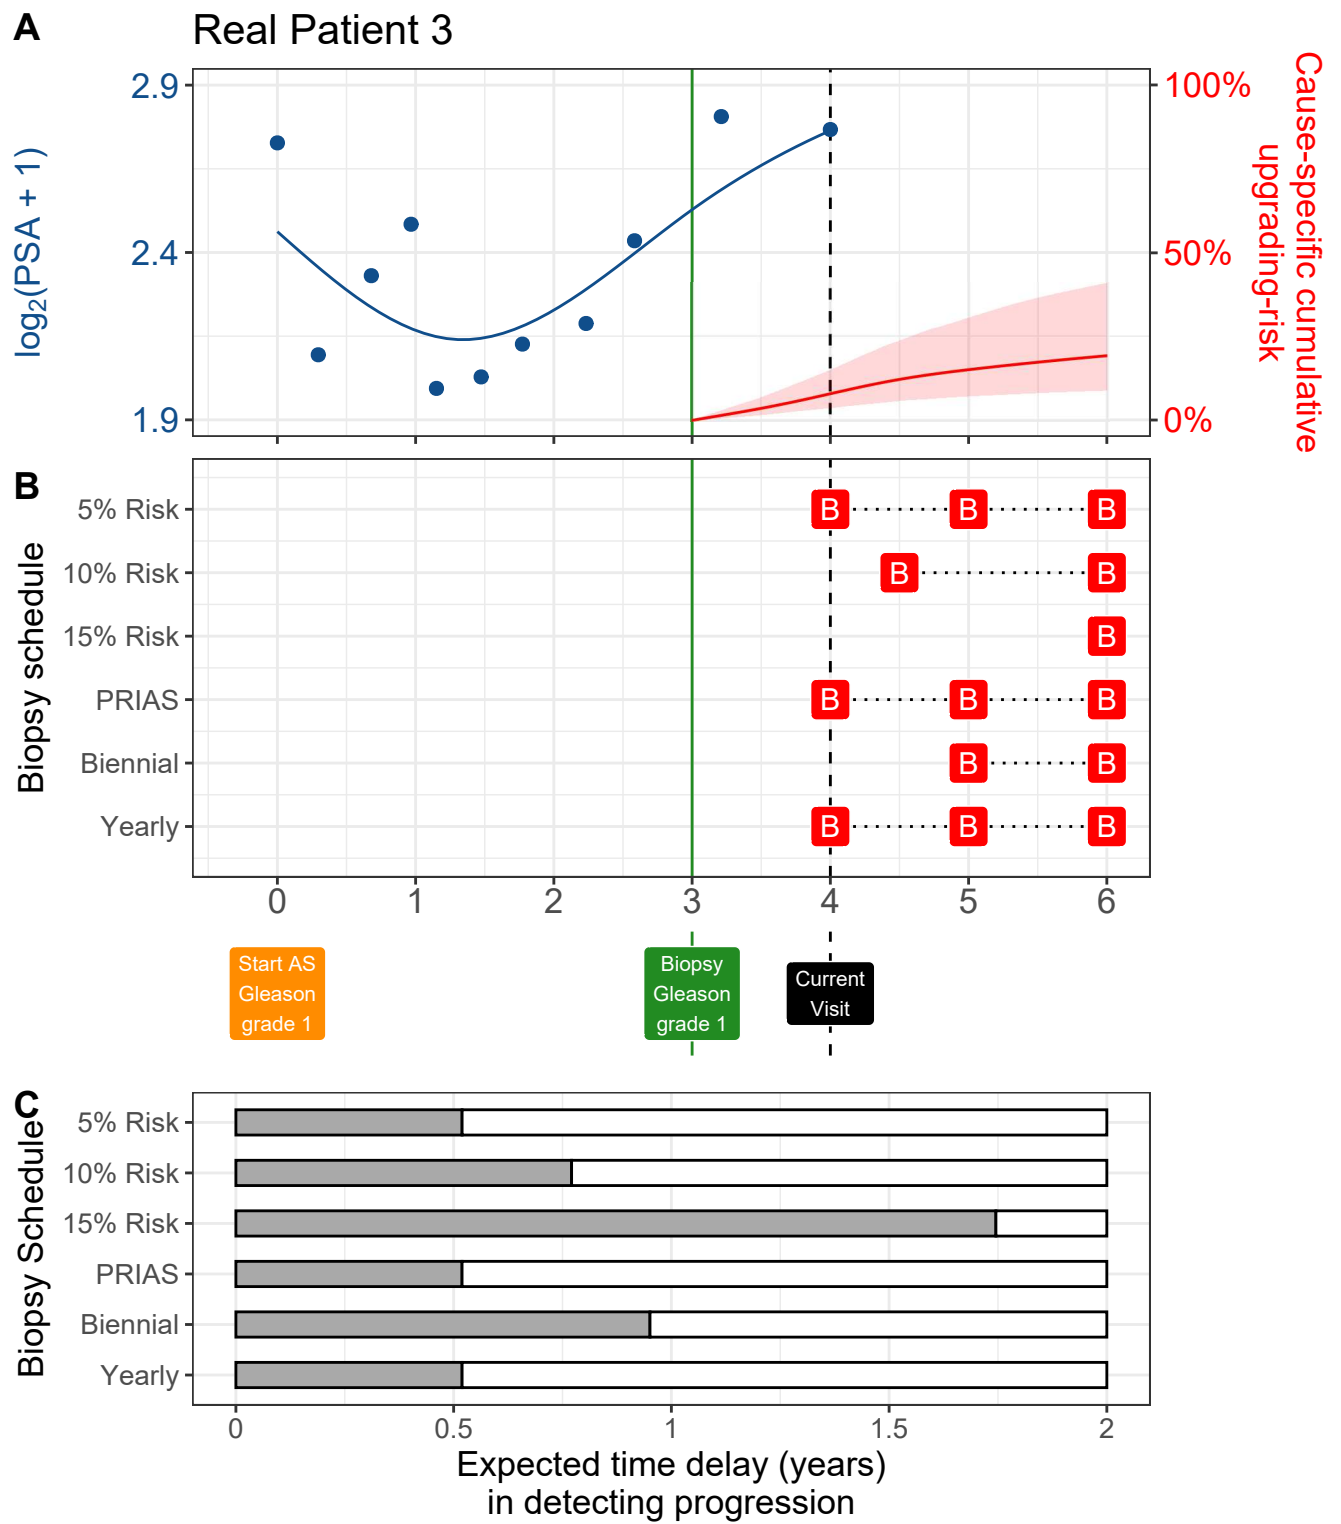 A
Real Patient 3
2.9
2.4
1.9
log₂(PSA + 1)
100%
50%
0%
Cause-specific cumulative
upgrading-risk
B
Biopsy schedule
5% Risk
B B B
10% Risk
B B
15% Risk
B
PRIAS
B B B
Biennial
B B
Yearly
B B B
0 1 2 3 4 5 6
Start AS
Gleason
grade 1
Biopsy
Gleason
grade 1
Current
Visit
C
Biopsy Schedule
5% Risk
10% Risk
15% Risk
PRIAS
Biennial
Yearly
0 0.5 1 1.5 2
Expected time delay (years)
in detecting progression